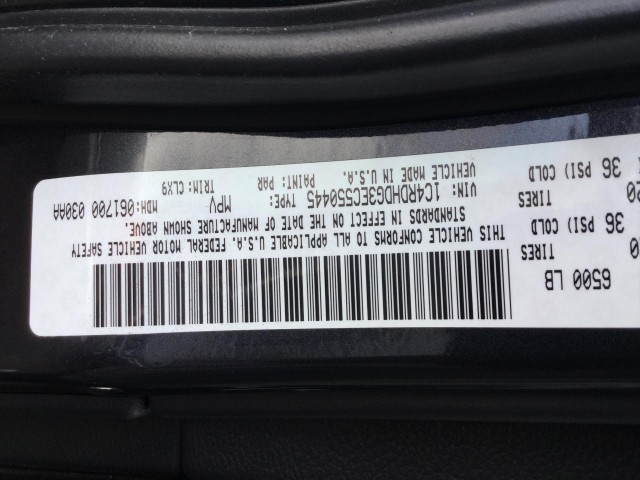 6500 LB
TIRES
36 PSI) COLD
TIRES
36 PSI) COLD
THIS VEHICLE CONFORMS TO ALL APPLICABLE U.S.A. FEDERAL MOTOR VEHICLE SAFETY
STANDARDS IN EFFECT ON THE DATE OF MANUFACTURE SHOWN ABOVE.
VIN: 1C4RDHDG3EC550445 TYPE: MPV MDH: 061700 030AA
VEHICLE MADE IN U.S.A. PAINT: PAR TRIM: CLX9